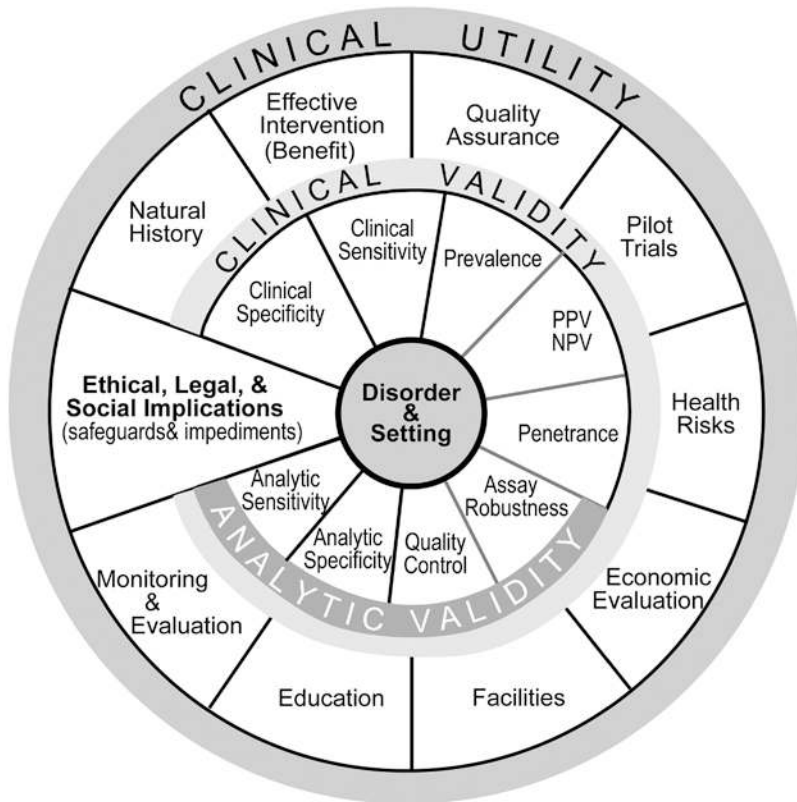 CLINICAL UTILITY
Effective
Intervention
(Benefit)
Quality
Assurance
Natural
History
Pilot
Trials
CLINICAL VALIDITY
Clinical
Sensitivity
Prevalence
Clinical
Specificity
PPV
NPV
Ethical, Legal, &
Social Implications
(safeguards& impediments)
Disorder
&
Setting
Health
Risks
Penetrance
Analytic
Sensitivity
Assay
Robustness
Analytic
Specificity
Quality
Control
ANALYTIC VALIDITY
Monitoring
&
Evaluation
Economic
Evaluation
Education
Facilities